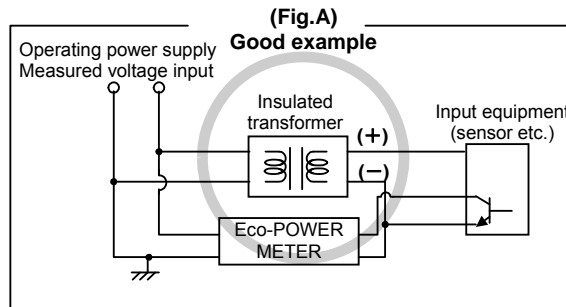 (Fig.A)
Good example
Operating power supply
Measured voltage input
Insulated
transformer
(+)
(−)
Input equipment
(sensor etc.)
Eco-POWER
METER